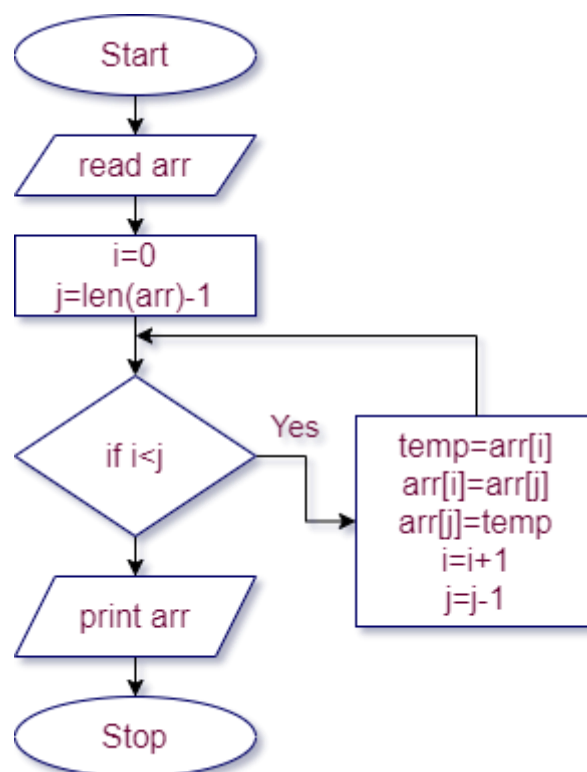 Start
read arr
i=0
j=len(arr)-1
if i<j
Yes
temp=arr[i]
arr[i]=arr[j]
arr[j]=temp
i=i+1
j=j-1
print arr
Stop